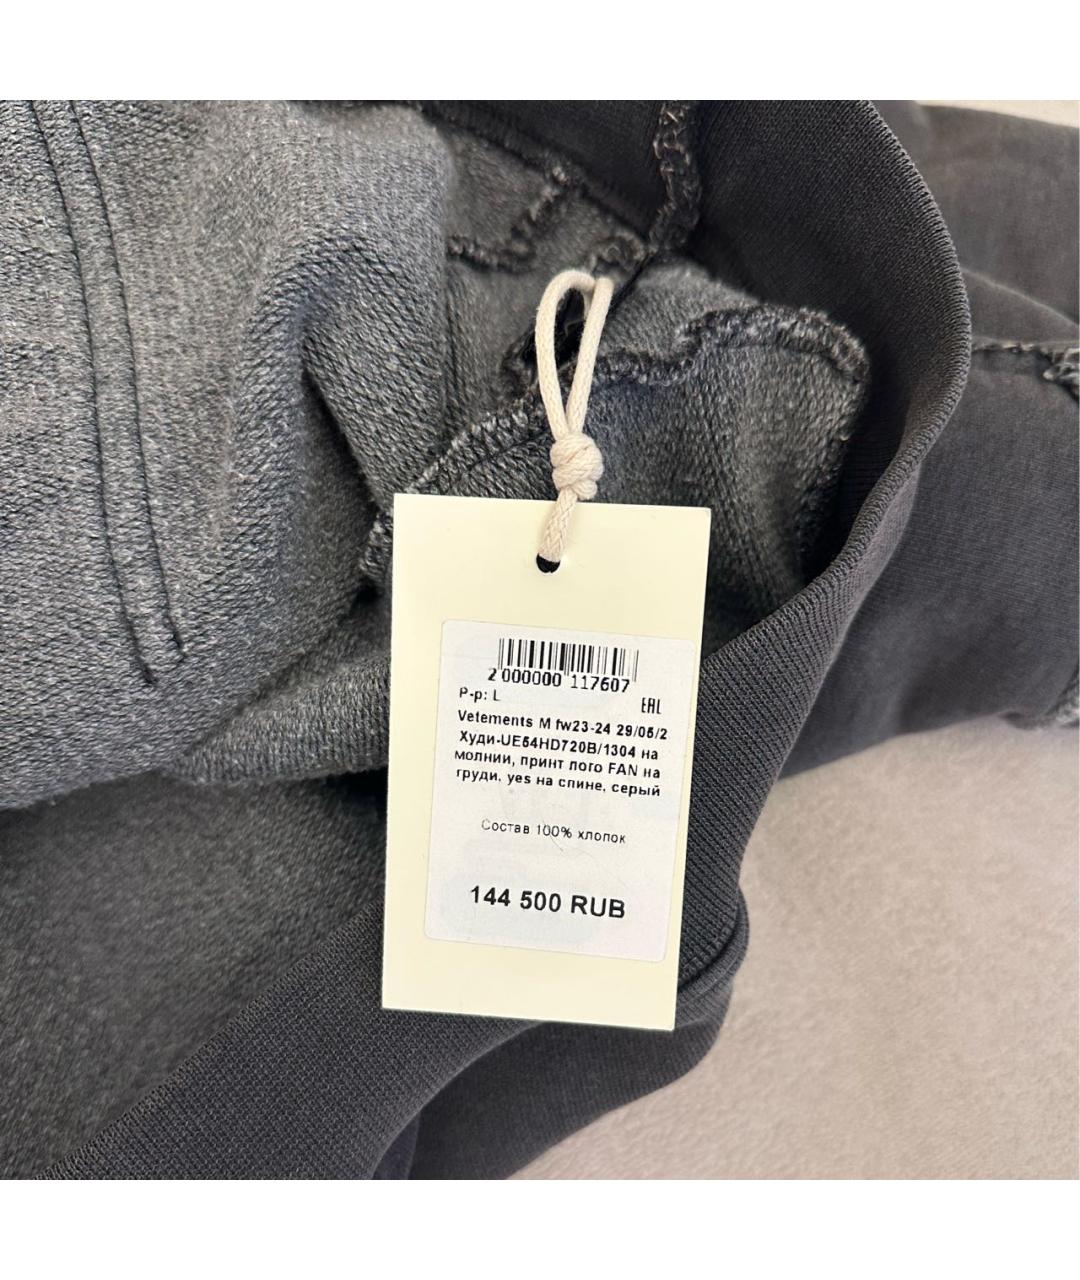 2 000000 117607
Р-р: L
EAC
Vetements M fw23-24 29/05/2
Худи-UE54HD720B/1304 на
молнии, принт лого FAN на
груди, yes на спине, серый
Состав 100% хлопок
144 500 RUB